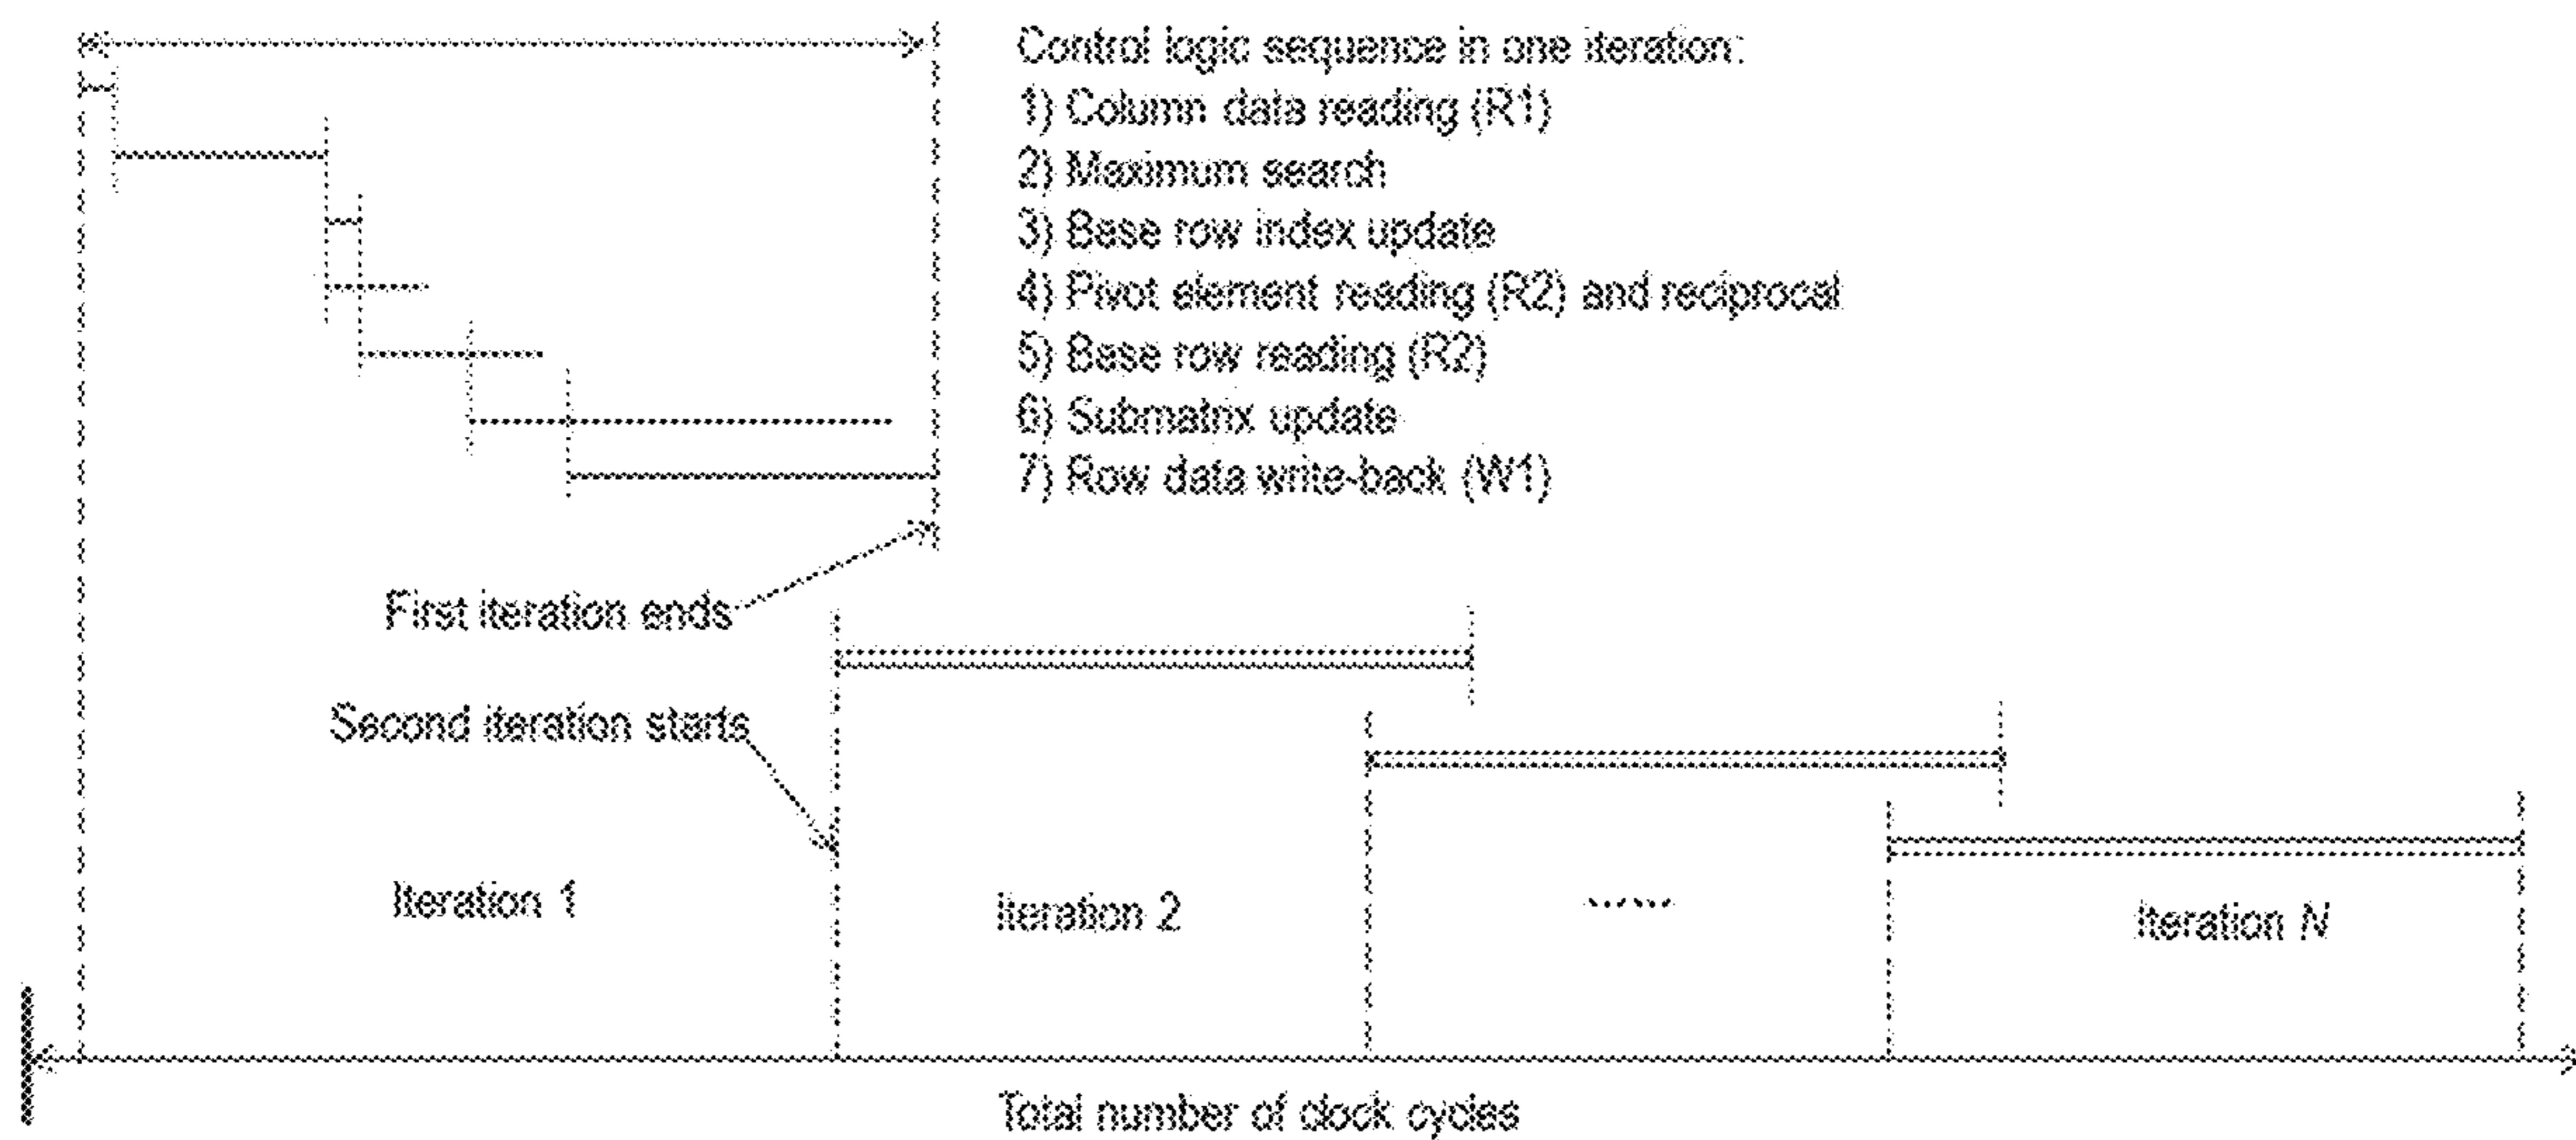 Control logic sequence in one iteration:
1) Column data reading (R1)
2) Maximum search
3) Base row index update
4) Pivot element reading (R2) and reciprocal
5) Base row reading (R2)
6) Submatrix update
7) Row data write-back (W1)
First iteration ends
Second iteration starts
Iteration 1
Iteration 2
......
Iteration N
Total number of clock cycles